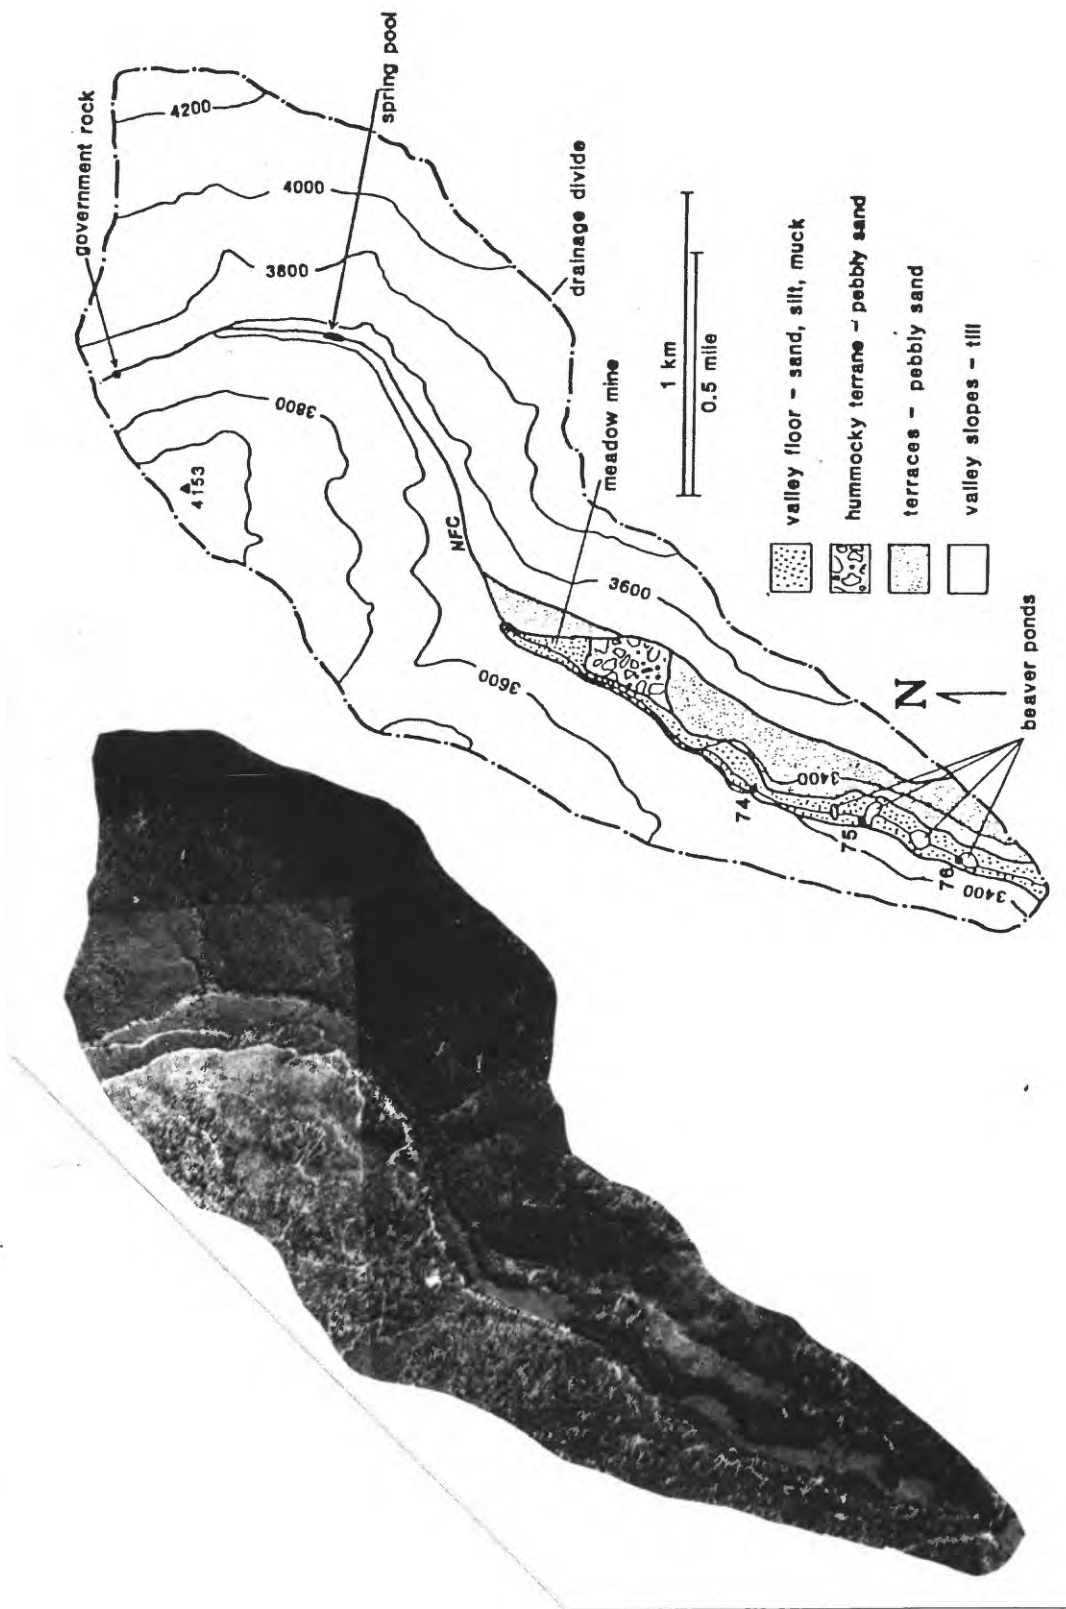 government rock
spring pool
4200
4000
3800
3800
4153
drainage divide
NFC
meadow mine
3600
3600
1 km
0.5 mile
valley floor - sand, silt, muck
hummocky terrane - pebbly sand
terraces - pebbly sand
valley slopes - till
N
beaver ponds
74
75
76
3400
3400